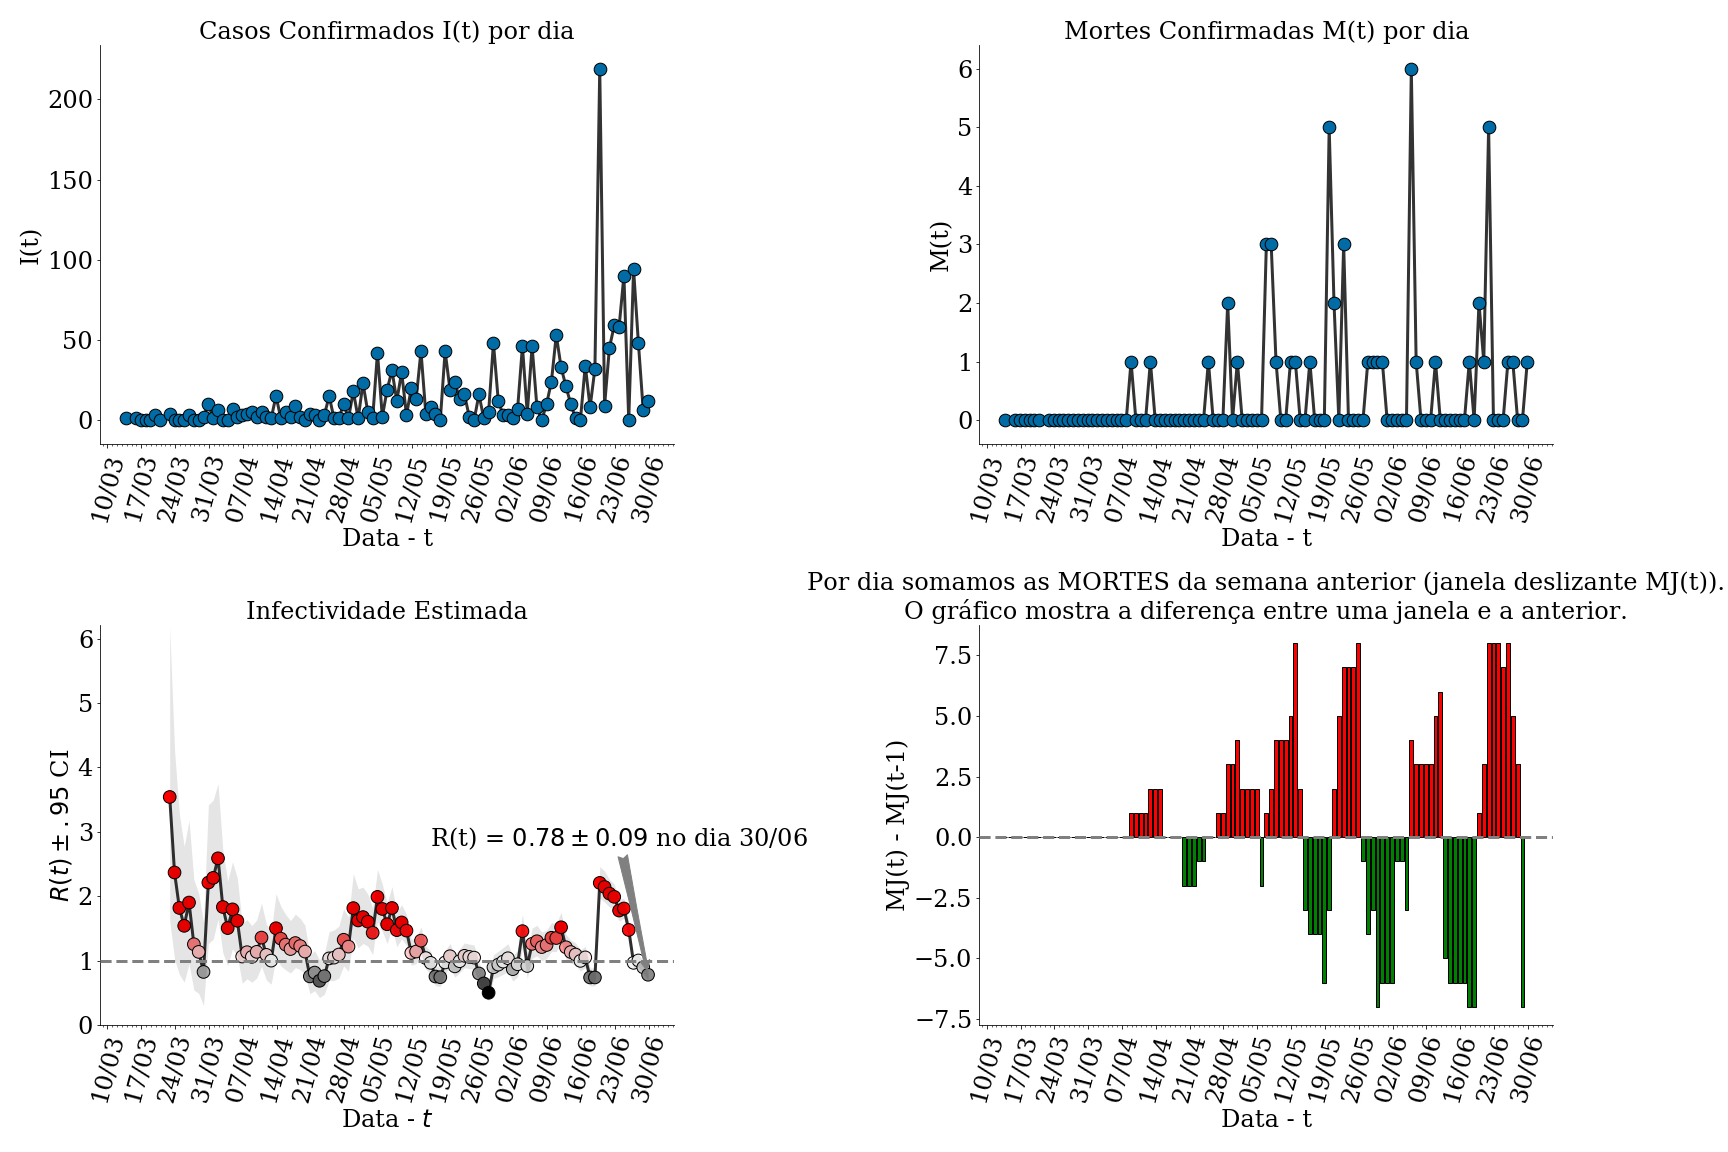 Casos Confirmados I(t) por dia
I(t)
200
150
100
50
0
10/03 17/03 24/03 31/03 07/04 14/04 21/04 28/04 05/05 12/05 19/05 26/05 02/06 09/06 16/06 23/06 30/06
Data - t
Mortes Confirmadas M(t) por dia
M(t)
6
5
4
3
2
1
0
10/03 17/03 24/03 31/03 07/04 14/04 21/04 28/04 05/05 12/05 19/05 26/05 02/06 09/06 16/06 23/06 30/06
Data - t
Infectividade Estimada
R(t) ± .95 CI
6
5
4
3
2
1
0
R(t) = 0.78 ± 0.09 no dia 30/06
10/03 17/03 24/03 31/03 07/04 14/04 21/04 28/04 05/05 12/05 19/05 26/05 02/06 09/06 16/06 23/06 30/06
Data - t
Por dia somamos as MORTES da semana anterior (janela deslizante MJ(t)).
O gráfico mostra a diferença entre uma janela e a anterior.
MJ(t) - MJ(t-1)
7.5
5.0
2.5
0.0
−2.5
−5.0
−7.5
10/03 17/03 24/03 31/03 07/04 14/04 21/04 28/04 05/05 12/05 19/05 26/05 02/06 09/06 16/06 23/06 30/06
Data - t